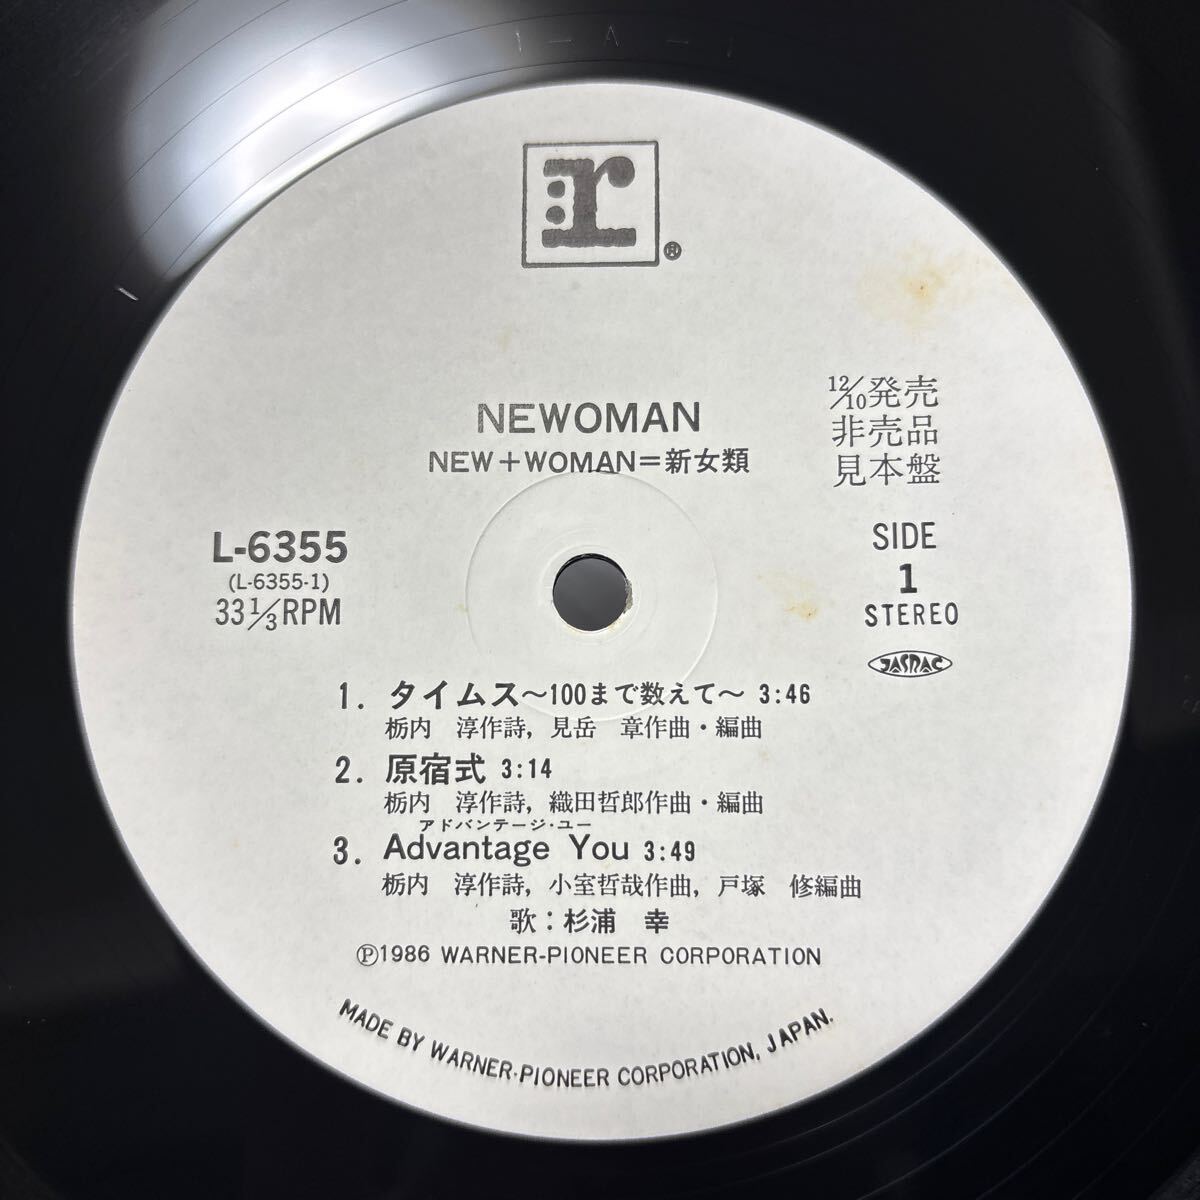 1-A-1
r
®
NEWOMAN
NEW+WOMAN=新女類
12/10発売
非売品
見本盤
L-6355
(L-6355-1)
33 1/3 RPM
SIDE
1
STEREO
JASRAC
1. タイムス~100まで数えて~ 3:46
栃内 淳作詩, 見岳 章作曲・編曲
2. 原宿式 3:14
栃内 淳作詩, 織田哲郎作曲・編曲
アドバンテージ・ユー
3. Advantage You 3:49
栃内 淳作詩, 小室哲哉作曲, 戸塚 修編曲
歌:杉浦 幸
Ⓟ1986 WARNER-PIONEER CORPORATION
MADE BY WARNER-PIONEER CORPORATION, JAPAN.